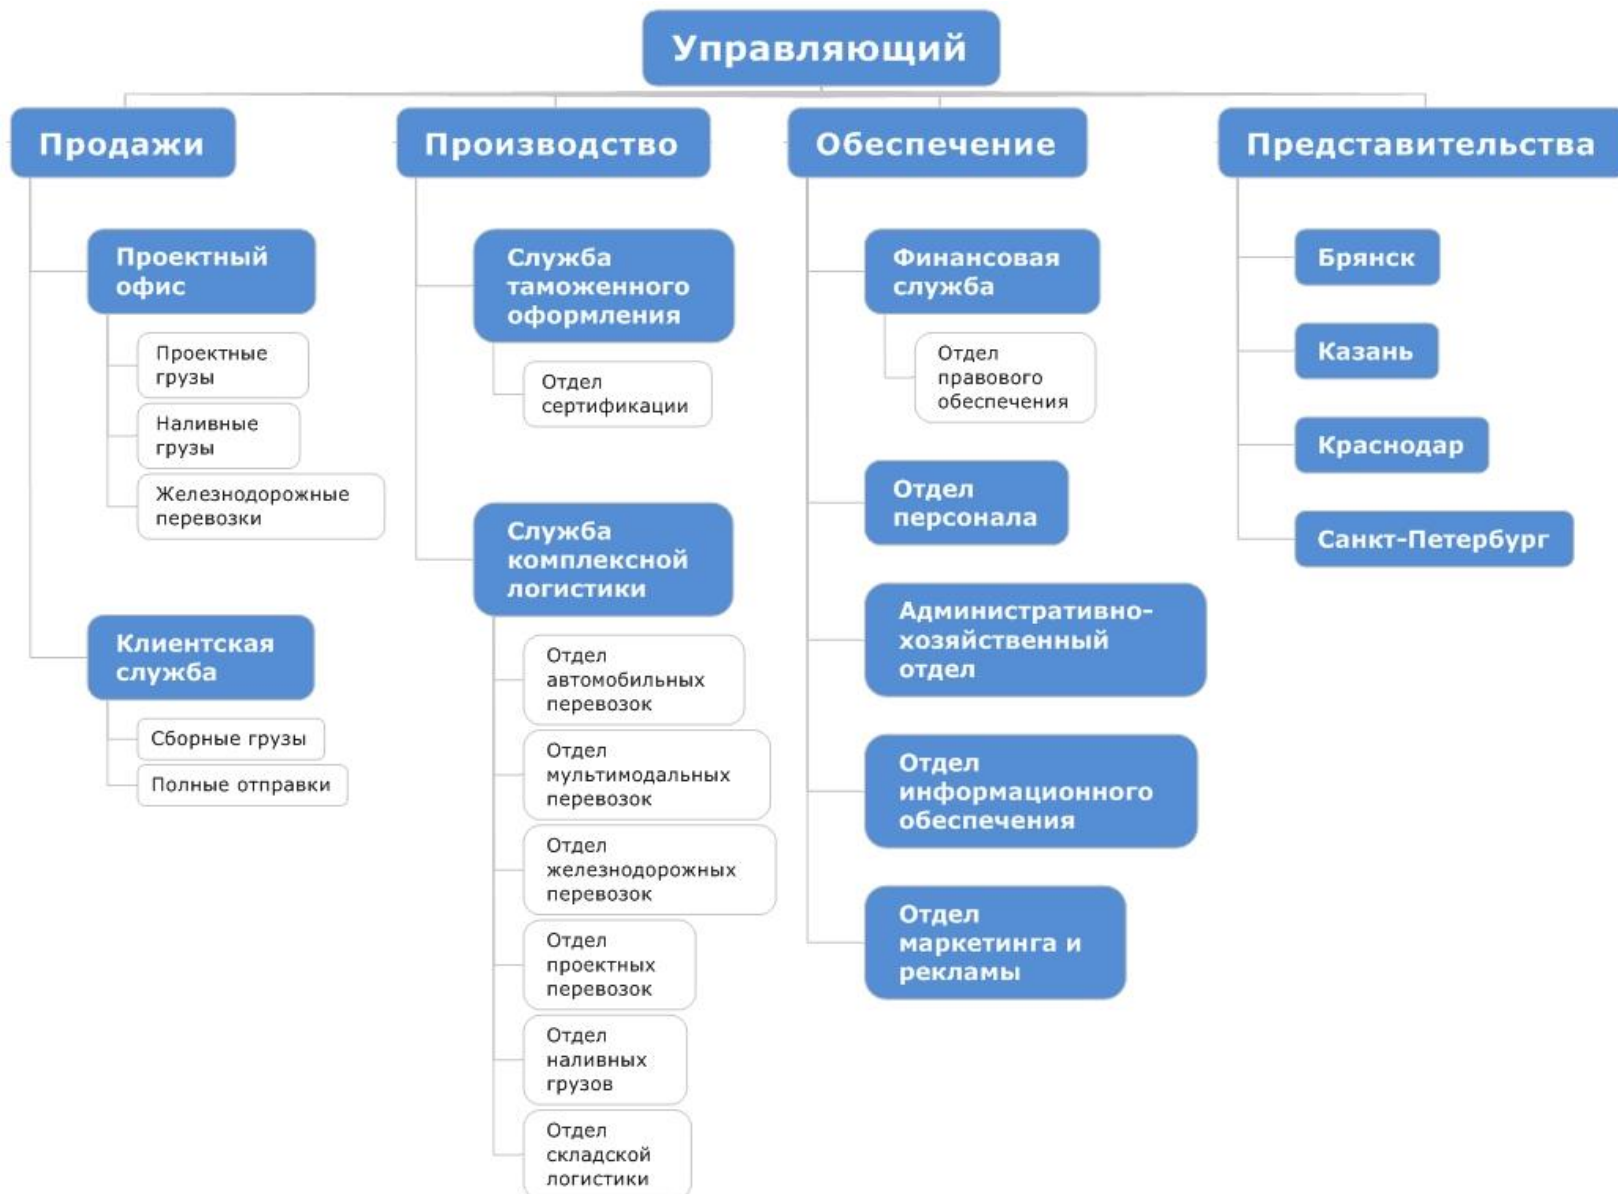 Управляющий
Продажи
Проектный
офис
Проектные
грузы
Наливные
грузы
Железнодорожные
перевозки
Клиентская
служба
Сборные грузы
Полные отправки
Производство
Служба
таможенного
оформления
Отдел
сертификации
Служба
комплексной
логистики
Отдел
автомобильных
перевозок
Отдел
мультимодальных
перевозок
Отдел
железнодорожных
перевозок
Отдел
проектных
перевозок
Отдел
наливных
грузов
Отдел
складской
логистики
Обеспечение
Финансовая
служба
Отдел
правового
обеспечения
Отдел
персонала
Административно-
хозяйственный
отдел
Отдел
информационного
обеспечения
Отдел
маркетинга и
рекламы
Представительства
Брянск
Казань
Краснодар
Санкт-Петербург